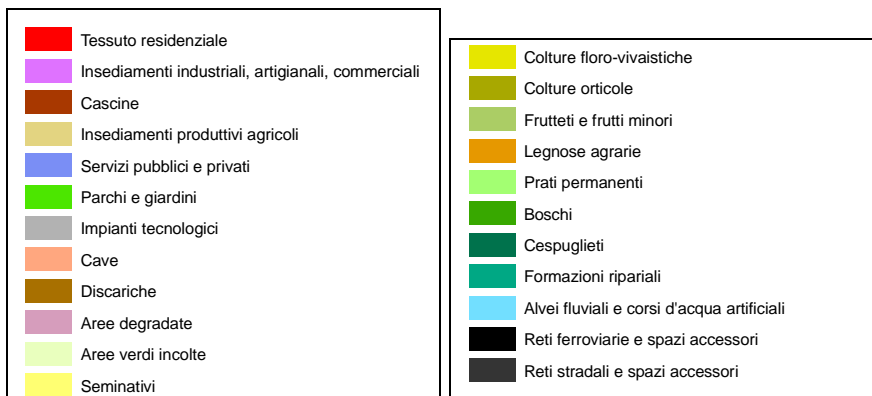 Tessuto residenziale
Insediamenti industriali, artigianali, commerciali
Cascine
Insediamenti produttivi agricoli
Servizi pubblici e privati
Parchi e giardini
Impianti tecnologici
Cave
Discariche
Aree degradate
Aree verdi incolte
Seminativi
Colture floro-vivaistiche
Colture orticole
Frutteti e frutti minori
Legnose agrarie
Prati permanenti
Boschi
Cespuglieti
Formazioni ripariali
Alvei fluviali e corsi d'acqua artificiali
Reti ferroviarie e spazi accessori
Reti stradali e spazi accessori